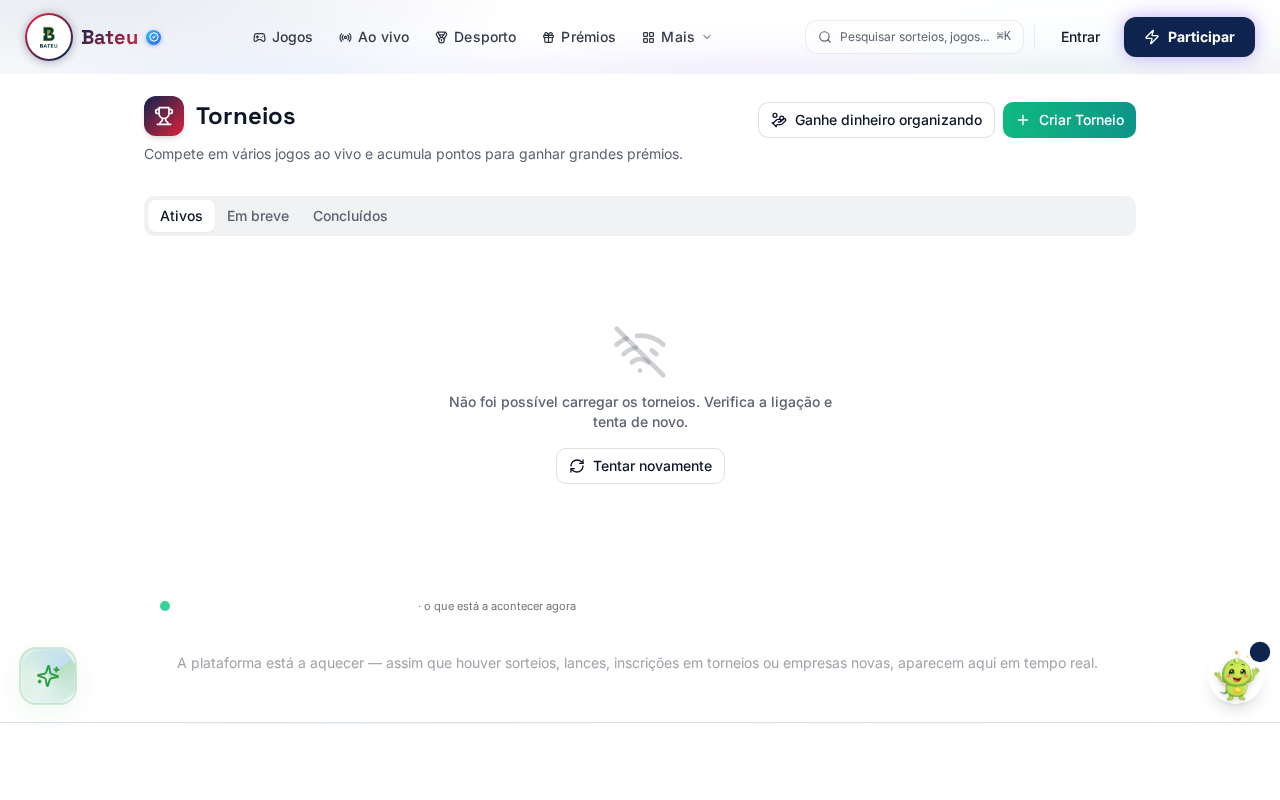 BATEU
Bateu
Jogos
Ao vivo
Desporto
Prémios
Mais
Pesquisar sorteios, jogos...
⌘K
Entrar
Participar
Torneios
Ganhe dinheiro organizando
Criar Torneio
Compete em vários jogos ao vivo e acumula pontos para ganhar grandes prémios.
Ativos
Em breve
Concluídos
Não foi possível carregar os torneios. Verifica a ligação e
tenta de novo.
Tentar novamente
· o que está a acontecer agora
A plataforma está a aquecer — assim que houver sorteios, lances, inscrições em torneios ou empresas novas, aparecem aqui em tempo real.